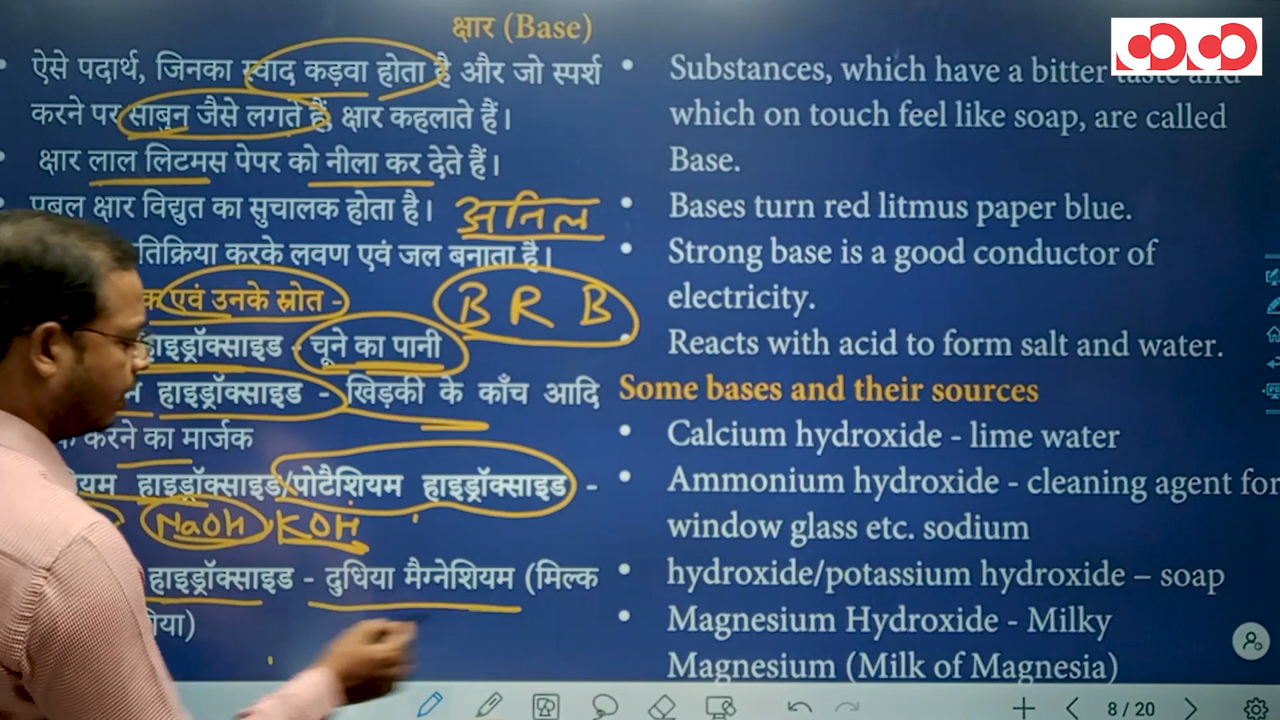 क्षार (Base)
ऐसे पदार्थ, जिनका स्वाद कड़वा होता है और जो स्पर्श
करने पर साबुन जैसे लगते हैं, क्षार कहलाते हैं।
क्षार लाल लिटमस पेपर को नीला कर देते हैं।
प्रबल क्षार विद्युत का सुचालक होता है। अनिल
तिक्रिया करके लवण एवं जल बनाता है।
एवं उनके स्रोत -
B R B
हाइड्रॉक्साइड - चूने का पानी
हाइड्रॉक्साइड - खिड़की के काँच आदि
करने का मार्जक
यम हाइड्रॉक्साइड/पोटैशियम हाइड्रॉक्साइड -
NaOH, KOH
हाइड्रॉक्साइड - दुधिया मैग्नेशियम (मिल्क
Substances, which have a bitter taste and
which on touch feel like soap, are called
Base.
Bases turn red litmus paper blue.
Strong base is a good conductor of
electricity.
Reacts with acid to form salt and water.
Some bases and their sources
Calcium hydroxide - lime water
Ammonium hydroxide - cleaning agent for
window glass etc. sodium
hydroxide/potassium hydroxide – soap
Magnesium Hydroxide - Milky
Magnesium (Milk of Magnesia)
8 / 20